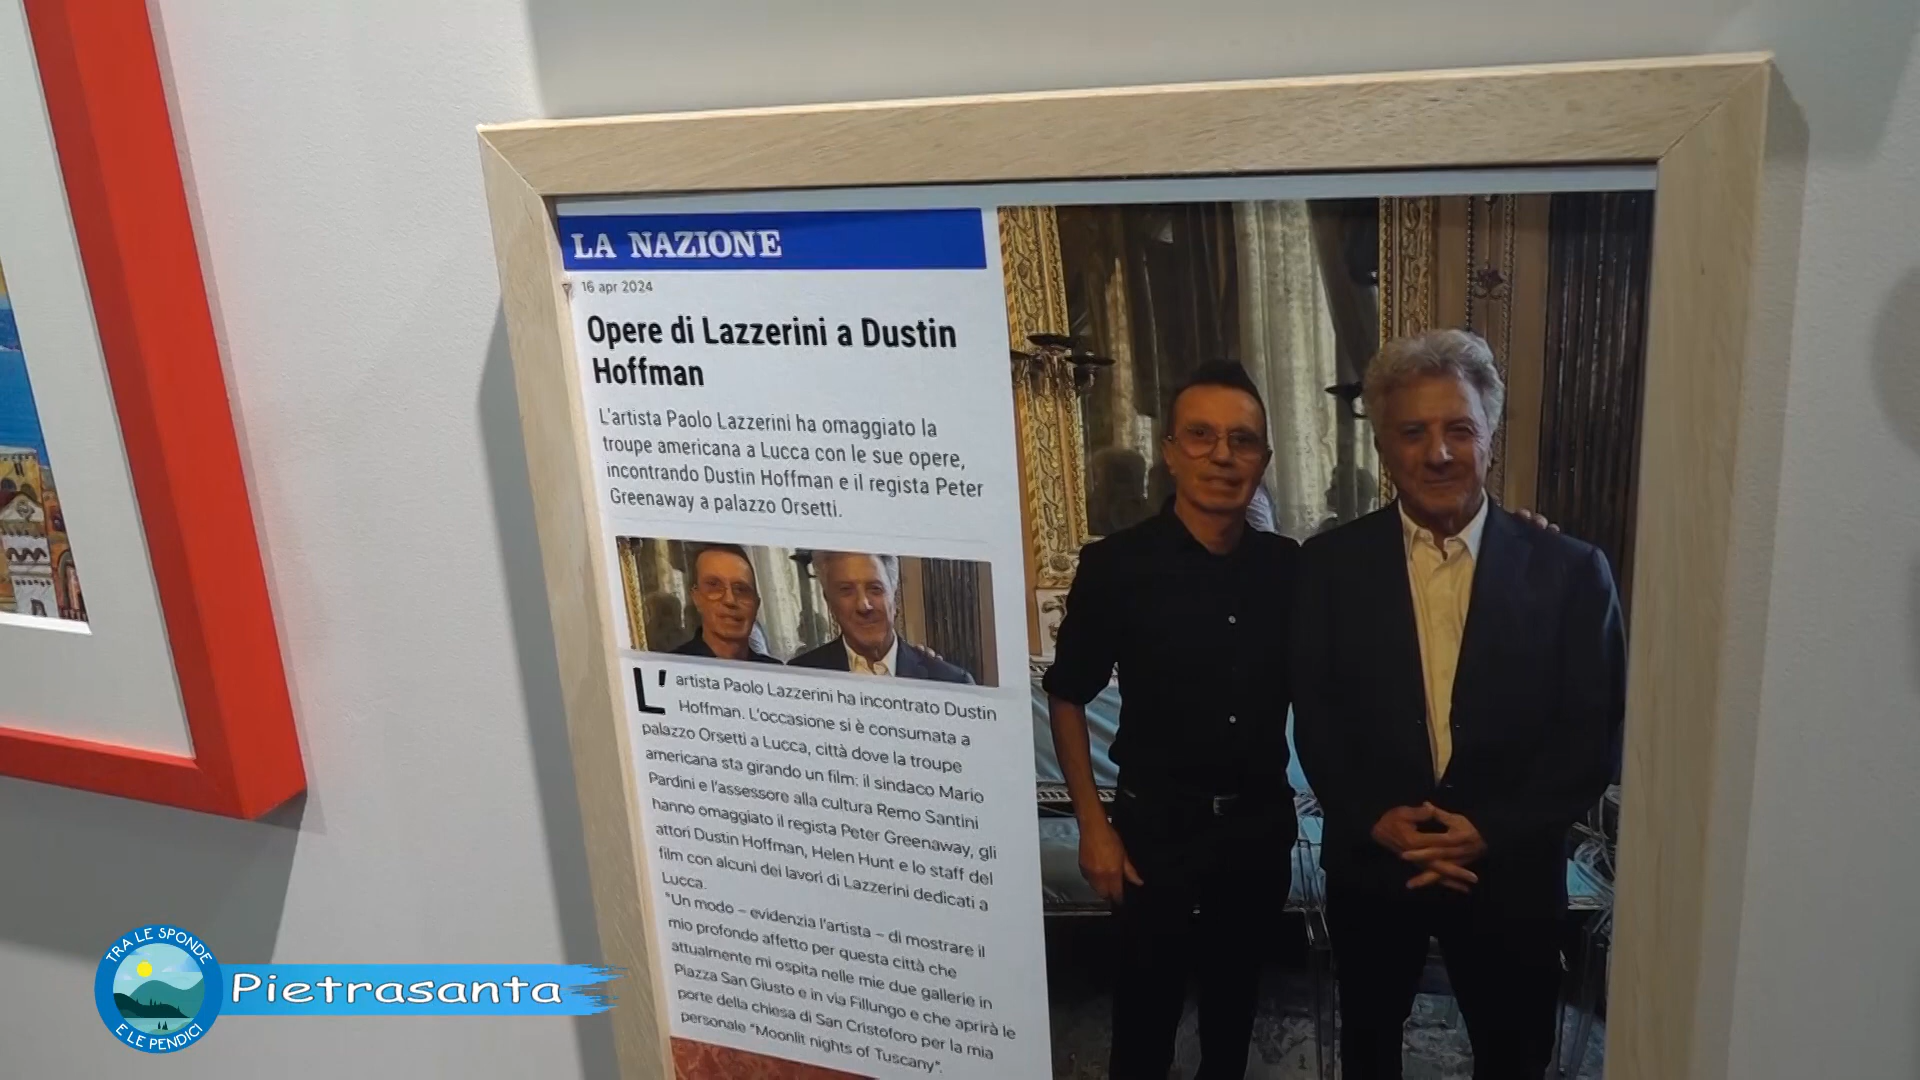 LA NAZIONE
16 apr 2024
Opere di Lazzerini a Dustin
Hoffman
L'artista Paolo Lazzerini ha omaggiato la
troupe americana a Lucca con le sue opere,
incontrando Dustin Hoffman e il regista Peter
Greenaway a palazzo Orsetti.
L'artista Paolo Lazzerini ha incontrato Dustin
Hoffman. L'occasione si è consumata a
palazzo Orsetti a Lucca, città dove la troupe
americana sta girando un film: il sindaco Mario
Pardini e l'assessore alla cultura Remo Santini
hanno omaggiato il regista Peter Greenaway, gli
attori Dustin Hoffman, Helen Hunt e lo staff del
film con alcuni dei lavori di Lazzerini dedicati a
Lucca.
"Un modo – evidenzia l'artista – di mostrare il
mio profondo affetto per questa città che
attualmente mi ospita nelle mie due gallerie in
Piazza San Giusto e in via Fillungo e che aprirà le
porte della chiesa di San Cristoforo per la mia
personale "Moonlit nights of Tuscany".
TRA LE SPONDE
E LE PENDICI
Pietrasanta